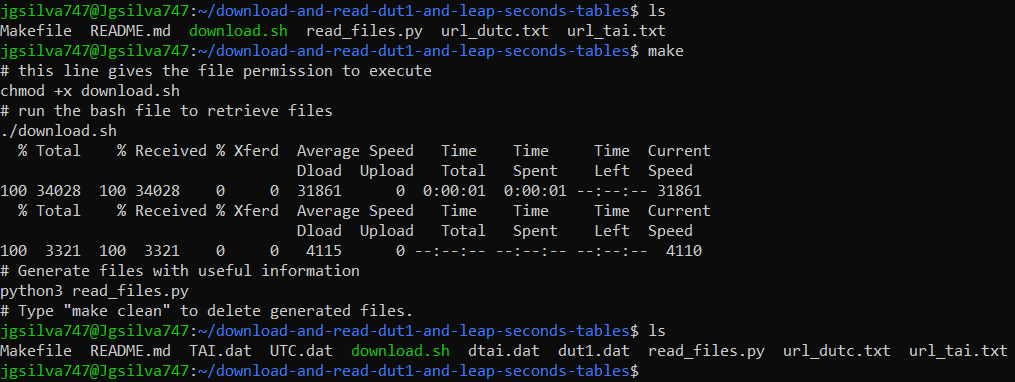 jgsilva747@Jgsilva747:~/download-and-read-dut1-and-leap-seconds-tables$ ls
Makefile  README.md  download.sh  read_files.py  url_dutc.txt  url_tai.txt
jgsilva747@Jgsilva747:~/download-and-read-dut1-and-leap-seconds-tables$ make
# this line gives the file permission to execute
chmod +x download.sh
# run the bash file to retrieve files
./download.sh
  % Total    % Received % Xferd  Average Speed   Time    Time     Time  Current
                                 Dload  Upload   Total   Spent    Left  Speed
100 34028  100 34028    0     0  31861      0  0:00:01  0:00:01 --:--:-- 31861
  % Total    % Received % Xferd  Average Speed   Time    Time     Time  Current
                                 Dload  Upload   Total   Spent    Left  Speed
100  3321  100  3321    0     0   4115      0 --:--:-- --:--:-- --:--:--  4110
# Generate files with useful information
python3 read_files.py
# Type "make clean" to delete generated files.
jgsilva747@Jgsilva747:~/download-and-read-dut1-and-leap-seconds-tables$ ls
Makefile  README.md  TAI.dat  UTC.dat  download.sh  dtai.dat  dut1.dat  read_files.py  url_dutc.txt  url_tai.txt
jgsilva747@Jgsilva747:~/download-and-read-dut1-and-leap-seconds-tables$